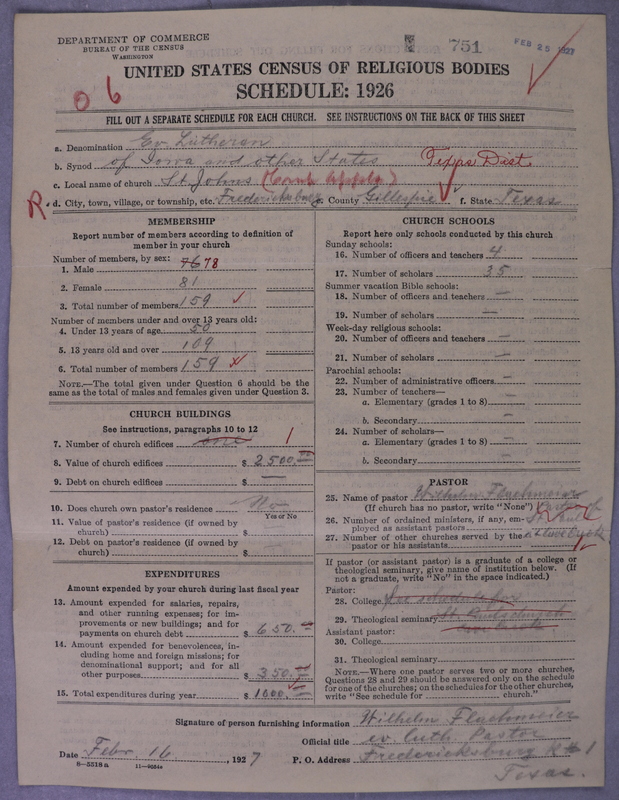 DEPARTMENT OF COMMERCE
BUREAU OF THE CENSUS
WASHINGTON
751
FEB 25 1927
UNITED STATES CENSUS OF RELIGIOUS BODIES
SCHEDULE: 1926
06
FILL OUT A SEPARATE SCHEDULE FOR EACH CHURCH. SEE INSTRUCTIONS ON THE BACK OF THIS SHEET
a. Denomination Ev. Lutheran
b. Synod of Iowa and other States Texas Dist.
c. Local name of church St Johns
R d. City, town, village, or township, etc. Fredericksburg e. County Gillespie f. State Texas
MEMBERSHIP
Report number of members according to definition of
member in your church
Number of members, by sex:
1. Male 76 78
2. Female 81
3. Total number of members 159
Number of members under and over 13 years old:
4. Under 13 years of age 50
5. 13 years old and over 109
6. Total number of members 159
NOTE.—The total given under Question 6 should be the
same as the total of males and females given under Question 3.
CHURCH BUILDINGS
See instructions, paragraphs 10 to 12
7. Number of church edifices one 1
8. Value of church edifices $ 2500.—
9. Debt on church edifices $ —
10. Does church own pastor's residence No
Yes or No
11. Value of pastor's residence (if owned by
church) $
12. Debt on pastor's residence (if owned by
church) $
EXPENDITURES
Amount expended by your church during last fiscal year
13. Amount expended for salaries, repairs,
and other running expenses; for im-
provements or new buildings; and for
payments on church debt $ 650.—
14. Amount expended for benevolences, in-
cluding home and foreign missions; for
denominational support; and for all
other purposes $ 350.—
15. Total expenditures during year $ 1000.—
CHURCH SCHOOLS
Report here only schools conducted by this church
Sunday schools:
16. Number of officers and teachers 4
17. Number of scholars 35
Summer vacation Bible schools:
18. Number of officers and teachers —
19. Number of scholars —
Week-day religious schools:
20. Number of officers and teachers —
21. Number of scholars —
Parochial schools:
22. Number of administrative officers —
23. Number of teachers—
a. Elementary (grades 1 to 8) —
b. Secondary —
24. Number of scholars—
a. Elementary (grades 1 to 8) —
b. Secondary —
PASTOR
25. Name of pastor Wilhelm Flachmeier
(If church has no pastor, write "None")
26. Number of ordained ministers, if any, em-
ployed as assistant pastors St. Paul
27. Number of other churches served by the
pastor or his assistants
If pastor (or assistant pastor) is a graduate of a college or
theological seminary, give name of institution below. (If
not a graduate, write "No" in the space indicated.)
Pastor:
28. College See schedule for
29. Theological seminary St. Paulschurch
Assistant pastor:
30. College
31. Theological seminary
NOTE.—Where one pastor serves two or more churches,
Questions 28 and 29 should be answered only on the schedule
for one of the churches; on the schedules for the other churches,
write "See schedule for church."
Signature of person furnishing information Wilhelm Flachmeier
Official title ev. luth. Pastor
Date Febr. 16, 1927 P. O. Address Fredericksburg R#1
Texas.
8-5518a 11-9554a